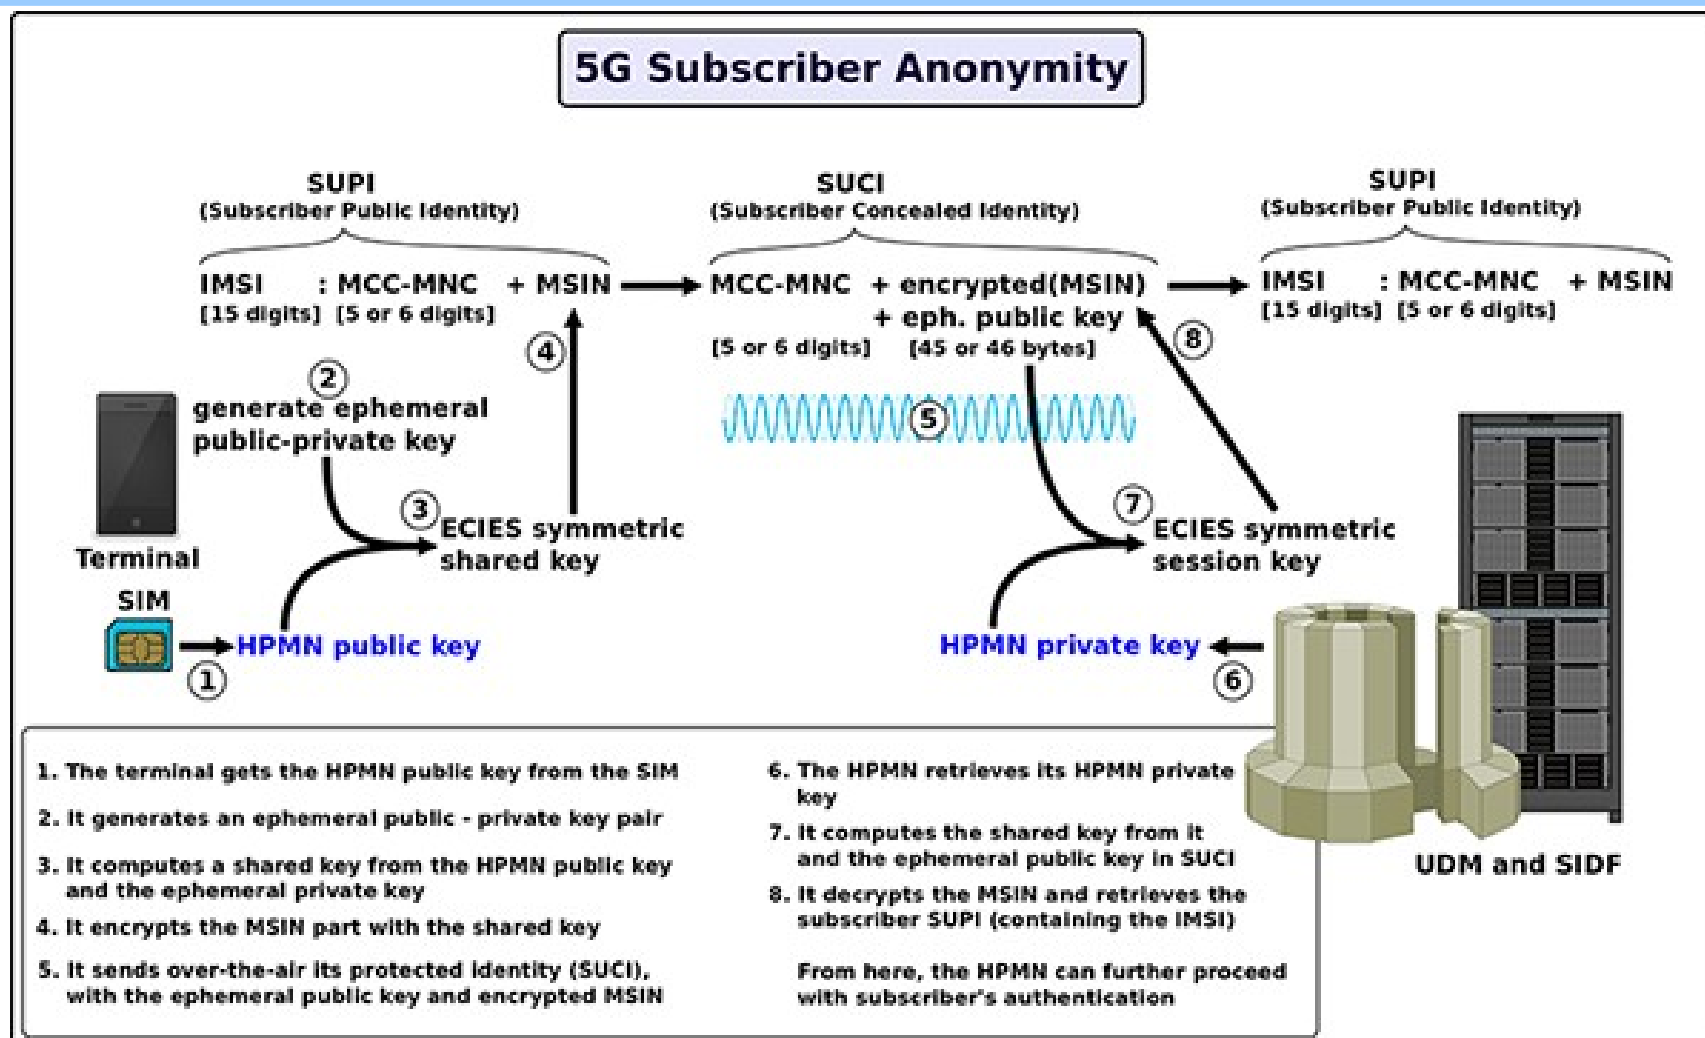 5G Subscriber Anonymity
SUPI
(Subscriber Public Identity)
SUCI
(Subscriber Concealed Identity)
SUPI
(Subscriber Public Identity)
IMSI : MCC-MNC + MSIN
[15 digits] [5 or 6 digits]
MCC-MNC + encrypted(MSIN)
+ eph. public key
[5 or 6 digits] [45 or 46 bytes]
IMSI : MCC-MNC + MSIN
[15 digits] [5 or 6 digits]
4
8
2
generate ephemeral
public-private key
5
3
ECIES symmetric
shared key
7
ECIES symmetric
session key
Terminal
SIM
HPMN public key
1
HPMN private key
6
UDM and SIDF
1. The terminal gets the HPMN public key from the SIM
2. It generates an ephemeral public - private key pair
3. It computes a shared key from the HPMN public key
and the ephemeral private key
4. It encrypts the MSIN part with the shared key
5. It sends over-the-air its protected identity (SUCI),
with the ephemeral public key and encrypted MSIN
6. The HPMN retrieves its HPMN private
key
7. It computes the shared key from it
and the ephemeral public key in SUCI
8. It decrypts the MSIN and retrieves the
subscriber SUPI (containing the IMSI)
From here, the HPMN can further proceed
with subscriber's authentication